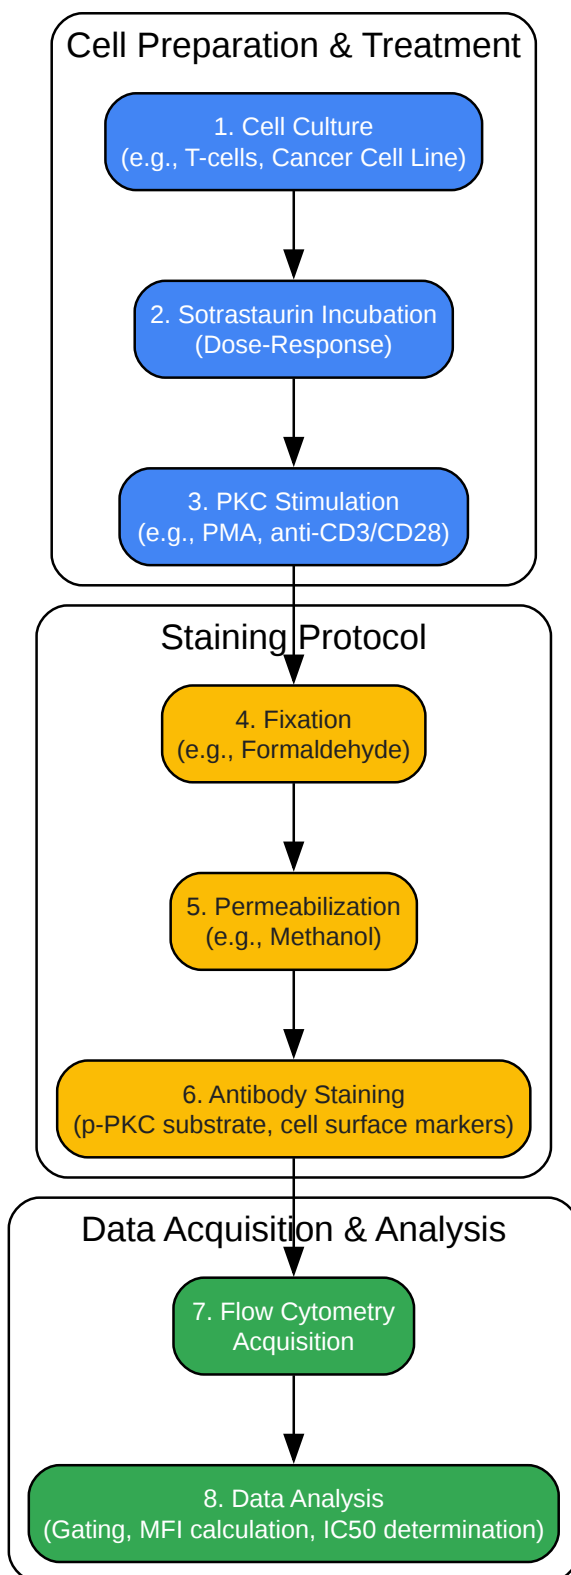 Cell Preparation & Treatment
1. Cell Culture
(e.g., T-cells, Cancer Cell Line)
2. Sotrastaurin Incubation
(Dose-Response)
3. PKC Stimulation
(e.g., PMA, anti-CD3/CD28)
Staining Protocol
4. Fixation
(e.g., Formaldehyde)
5. Permeabilization
(e.g., Methanol)
6. Antibody Staining
(p-PKC substrate, cell surface markers)
Data Acquisition & Analysis
7. Flow Cytometry
Acquisition
8. Data Analysis
(Gating, MFI calculation, IC50 determination)